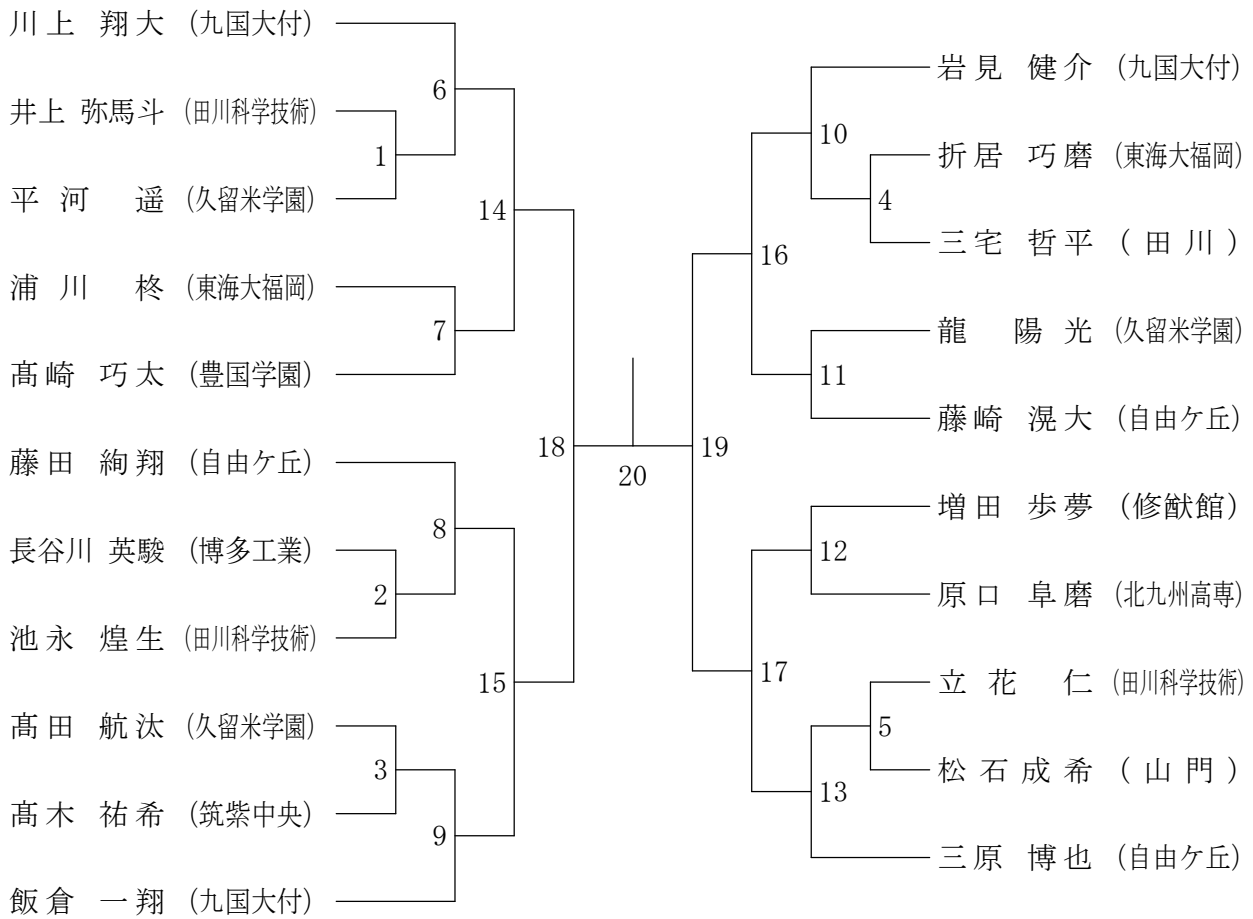 川上 翔大 (九国大付)
井上 弥馬斗 (田川科学技術)
平河 遥 (久留米学園)
浦川 柊 (東海大福岡)
髙崎 巧太 (豊国学園)
藤田 絢翔 (自由ケ丘)
長谷川 英駿 (博多工業)
池永 煌生 (田川科学技術)
髙田 航汰 (久留米学園)
髙木 祐希 (筑紫中央)
飯倉 一翔 (九国大付)
6
1
14
7
18
8
2
15
3
9
20
19
16
10
4
11
17
12
5
13
岩見 健介 (九国大付)
折居 巧磨 (東海大福岡)
三宅 哲平 (田川)
龍 陽光 (久留米学園)
藤崎 滉大 (自由ケ丘)
増田 歩夢 (修猷館)
原口 阜磨 (北九州高専)
立花 仁 (田川科学技術)
松石成希 (山門)
三原 博也 (自由ケ丘)